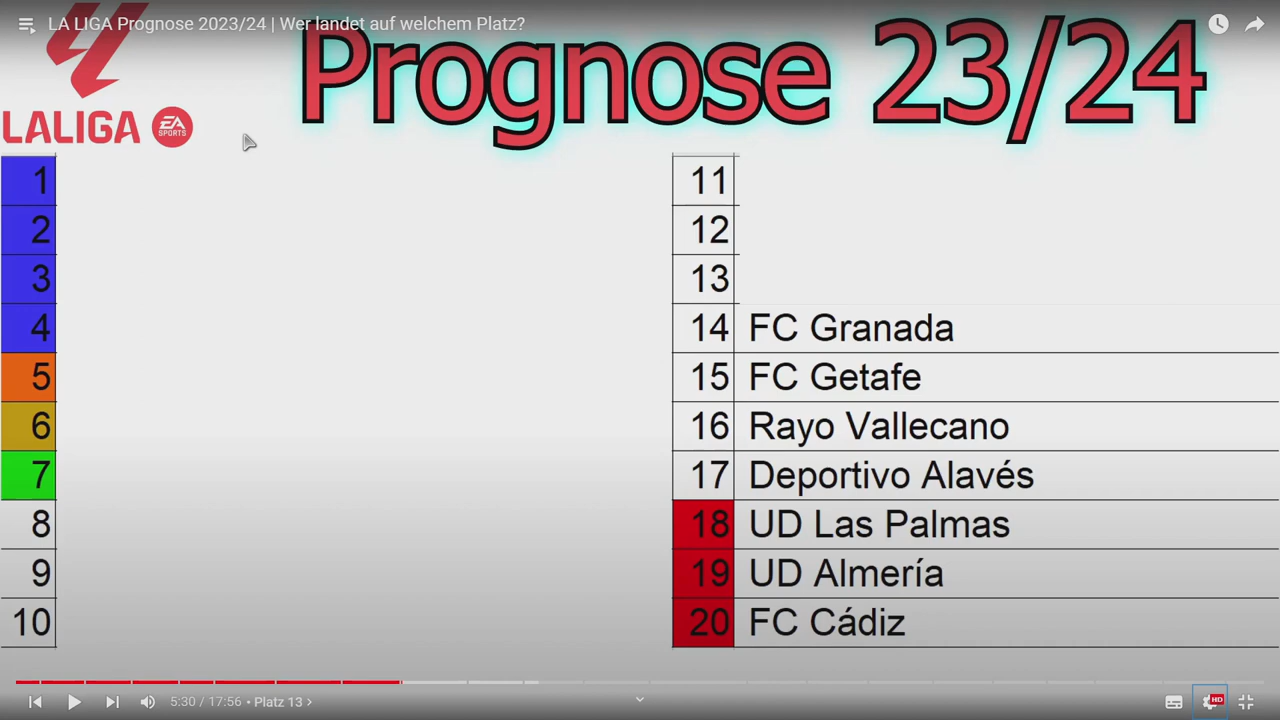 LA LIGA Prognose 2023/24 | Wer landet auf welchem Platz?
Prognose 23/24
LALIGA EA SPORTS
1
2
3
4
5
6
7
8
9
10
11
12
13
14 FC Granada
15 FC Getafe
16 Rayo Vallecano
17 Deportivo Alavés
18 UD Las Palmas
19 UD Almería
20 FC Cádiz
5:30 / 17:56 • Platz 13 >
HD